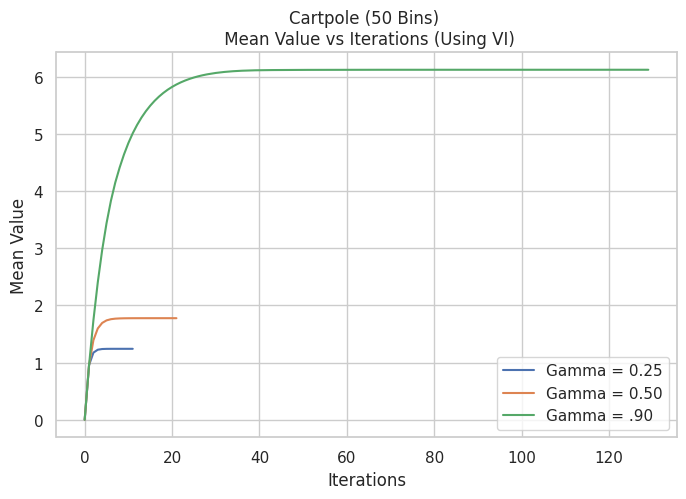 Cartpole (50 Bins)
Mean Value vs Iterations (Using VI)
Mean Value
6
5
4
3
2
1
0
0 20 40 60 80 100 120
Iterations
Gamma = 0.25
Gamma = 0.50
Gamma = .90